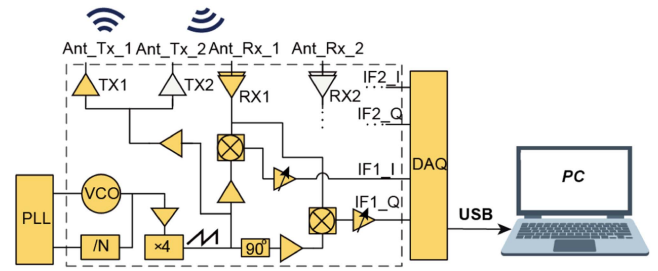 Ant_Tx_1 Ant_Tx_2 Ant_Rx_1 Ant_Rx_2
TX1 TX2 RX1 RX2
IF2_I
IF2_Q
DAQ
IF1_I
IF1_Q
PLL
VCO
/N
×4
90°
USB
PC